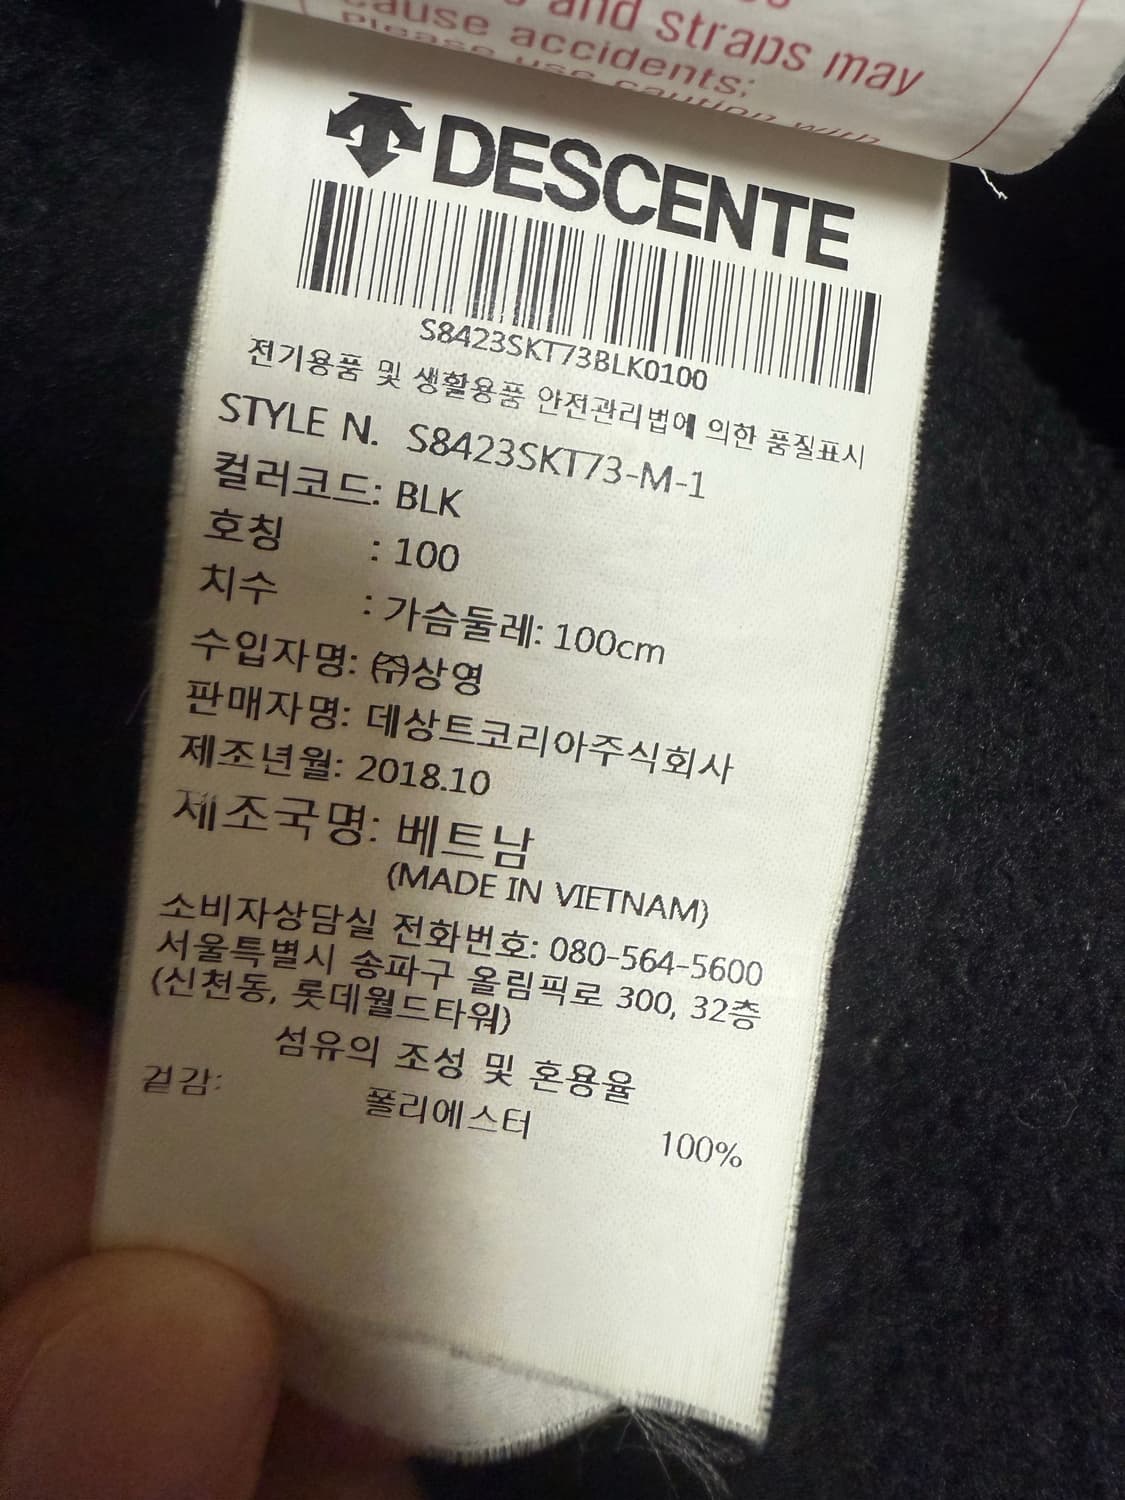 and straps may
cause accidents;
Please use caution with
DESCENTE
S8423SKT73BLK0100
전기용품 및 생활용품 안전관리법에 의한 품질표시
STYLE N. S8423SKT73-M-1
컬러코드: BLK
호칭 : 100
치수 : 가슴둘레: 100cm
수입자명: ㈜상영
판매자명: 데상트코리아주식회사
제조년월: 2018.10
제조국명: 베트남
(MADE IN VIETNAM)
소비자상담실 전화번호: 080-564-5600
서울특별시 송파구 올림픽로 300, 32층
(신천동, 롯데월드타워)
섬유의 조성 및 혼용율
겉감:
폴리에스터 100%